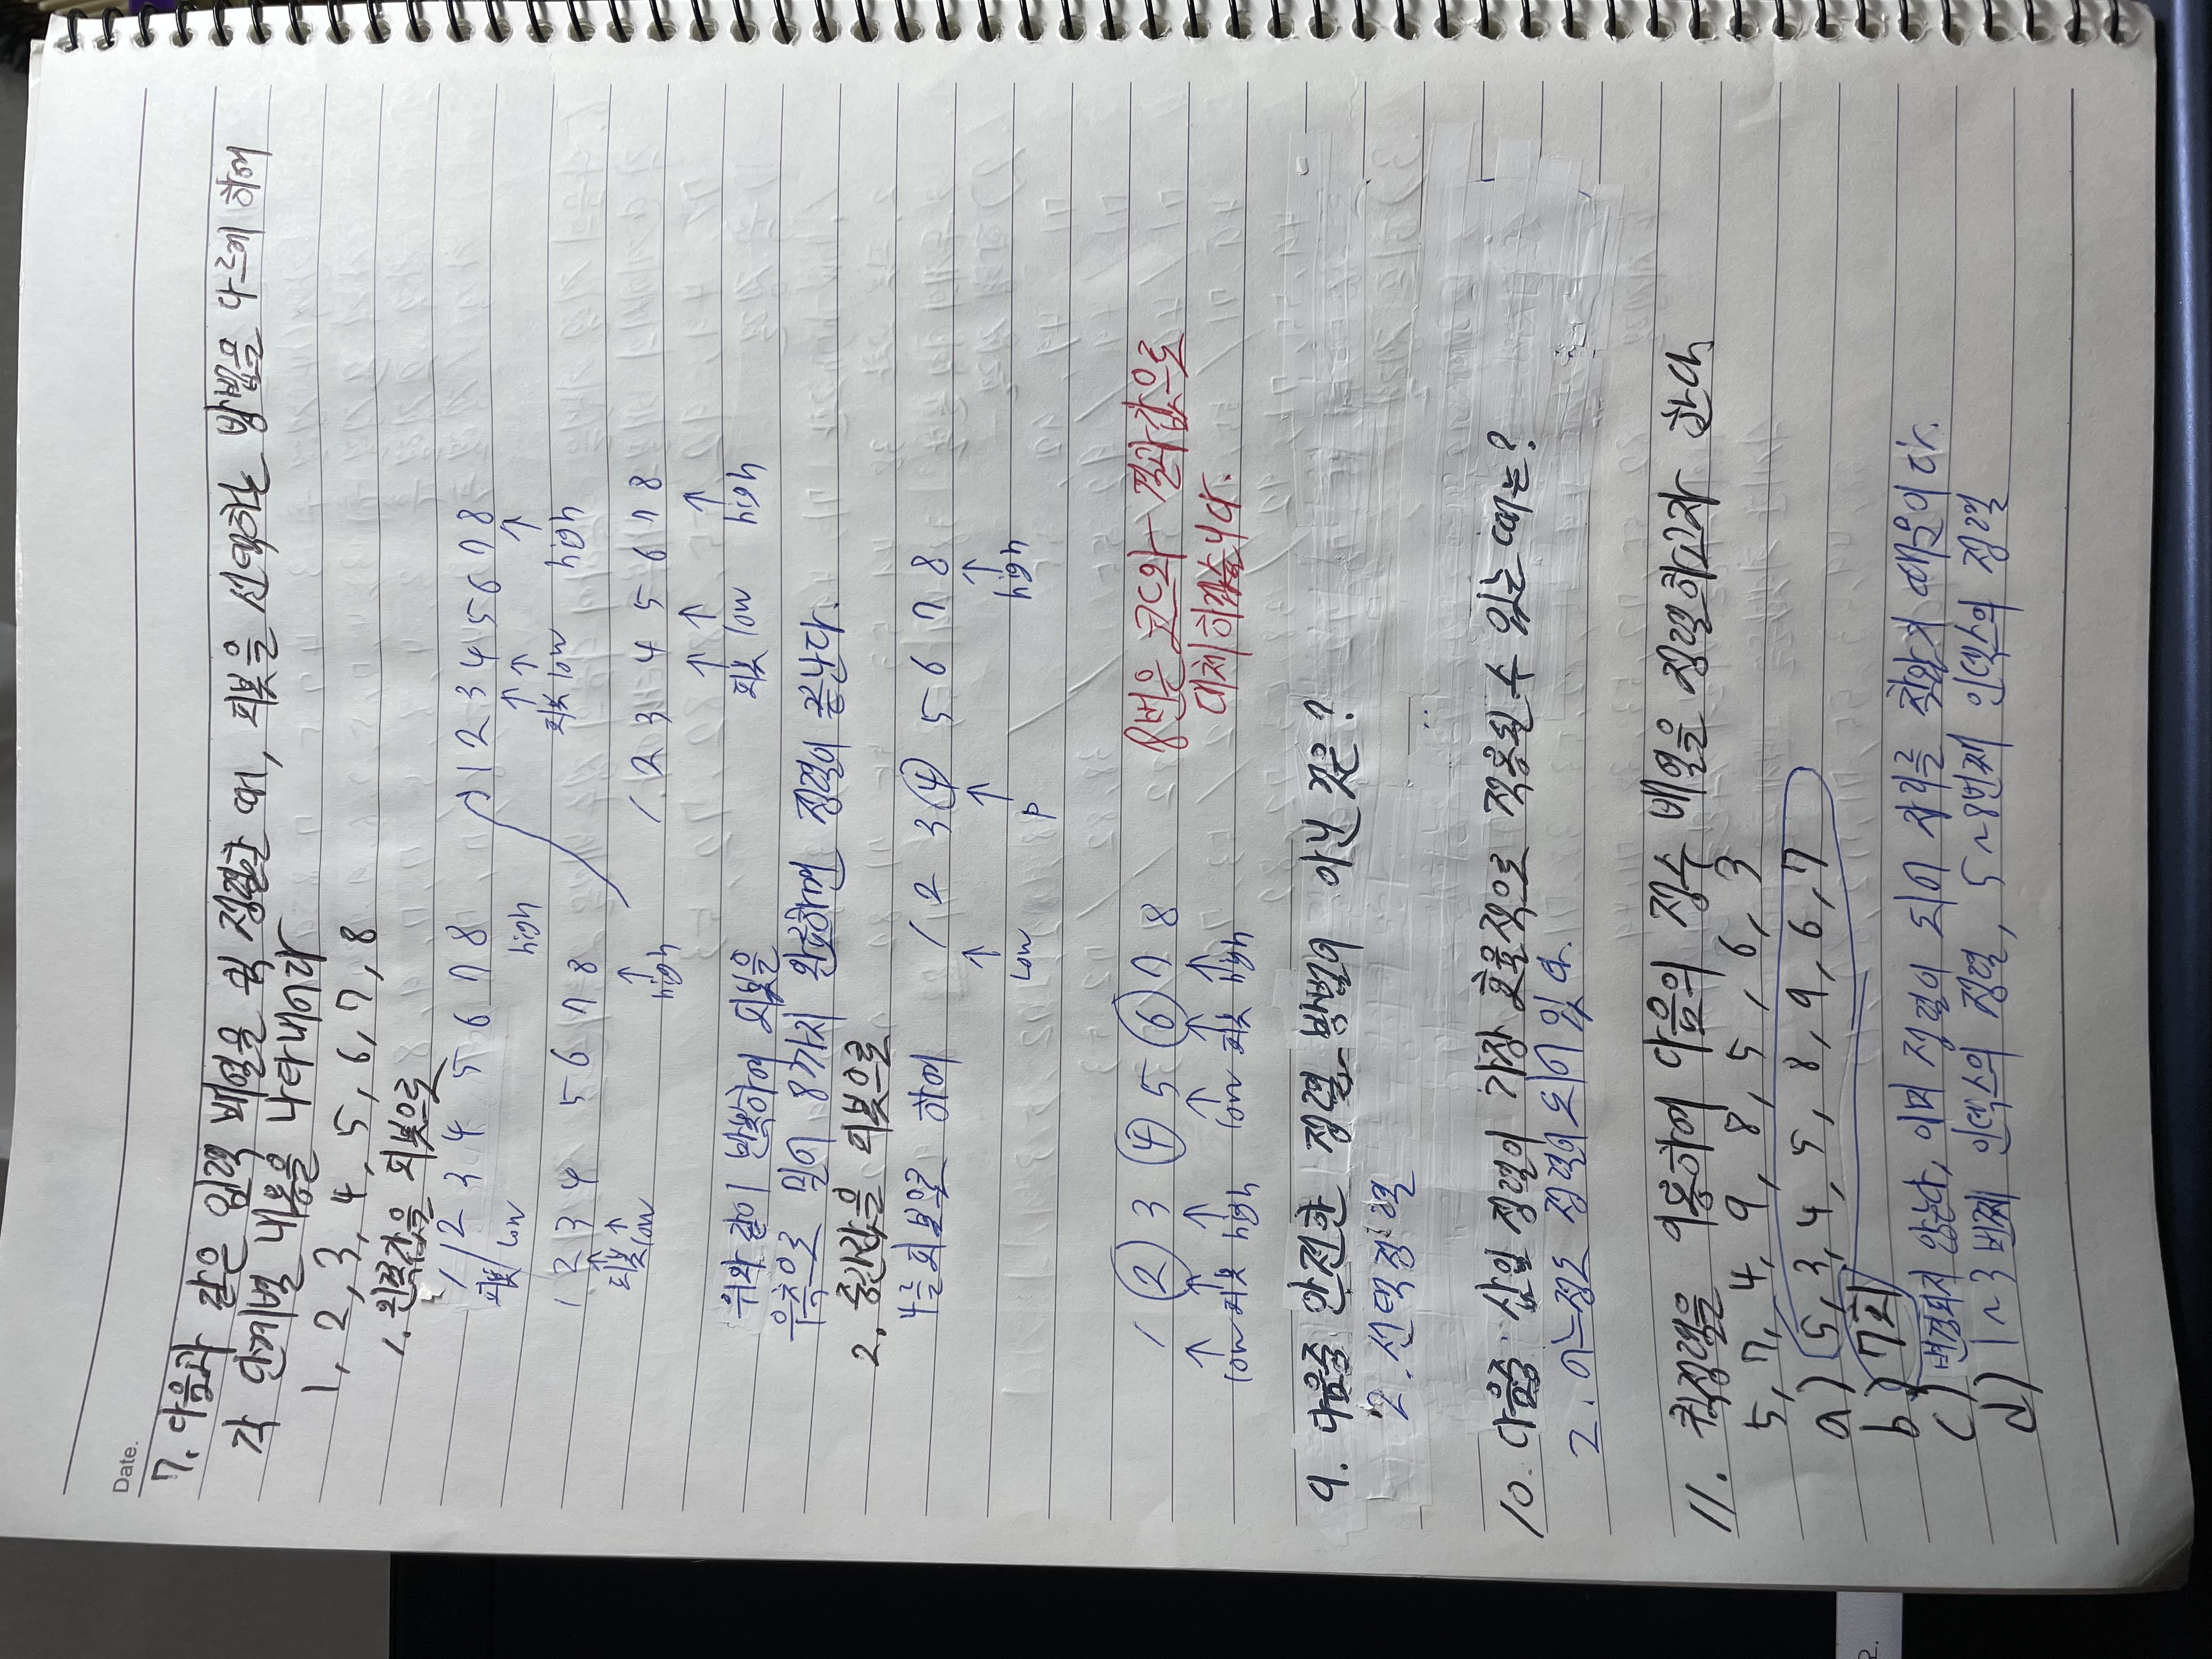 Date.
7. 다음과 같은 입력 배열을 퀵 정렬할 때, 피봇을 선택하는 방법을 다르게 하여
각 단계별 내용을 나타내어라
1, 2, 3, 4, 5, 6, 7, 8
1. 왼쪽값을 피봇으로
1 2 3 4 5 6 7 8
피봇 low high
1 2 3 4 5 6 7 8
피봇 low high
1 2 3 4 5 6 7 8
피봇 low high
1 2 3 4 5 6 7 8
피봇 low high
위와 같이 반복하여 피봇을
우측으로 밀어 8까지 완료하면 정렬이 끝난다.
2. 중간값을 피봇으로
4를 피봇으로 하여 1 2 3 4 5 6 7 8
low P high
1 2 3 4 5 6 7 8
low 피봇 high low 피봇 high
8번은 코드와 결과값으로
대체하겠습니다.
9. 다음중 안전한 정렬 방법이 아닌 것은?
2. 선택정렬
10. 다음중 삽입 정렬이 가장 효율적으로 적용될 수 있는 때는?
2. 어느정도 정렬이 되어 있다.
11. 퀵정렬을 이용하여 다음의 정수 배열을 정렬하고자 한다
5, 7, 4, 9, 8, 5, 6, 3
a) 5, 3, 4, 5, 8, 9, 6, 7
b) 7회
c) 변경되지 않는다, 이미 정렬이 되어 자리를 찾았기 때문이다.
d) 1~3번째 인덱스의 정렬, 5~8번째 인덱스의 정렬
오.